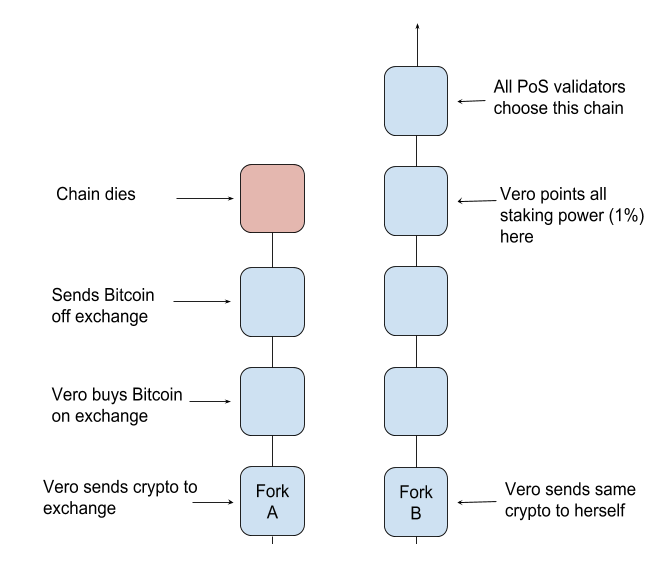 All PoS validators
choose this chain
Chain dies
Vero points all
staking power (1%)
here
Sends Bitcoin
off exchange
Vero buys Bitcoin
on exchange
Vero sends crypto to
exchange
Fork
A
Fork
B
Vero sends same
crypto to herself